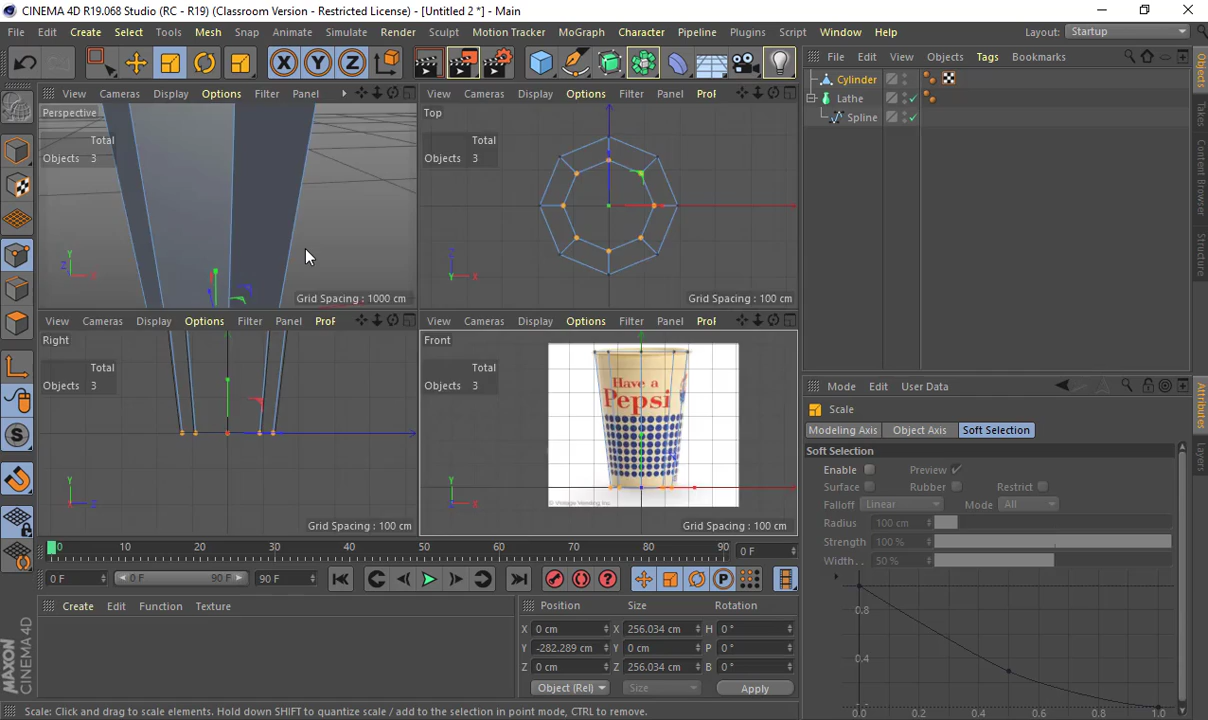 CINEMA 4D R19.068 Studio (RC - R19) (Classroom Version - Restricted License) - [Untitled 2 *] - Main
File Edit Create Select Tools Mesh Snap Animate Simulate Render Sculpt Motion Tracker MoGraph Character Pipeline Plugins Script Window Help Layout: Startup
X Y Z
File Edit View Objects Tags Bookmarks
View Cameras Display Options Filter Panel
View Cameras Display Options Filter Panel Prof
Perspective
Total
Objects 3
Y
Z X
Grid Spacing : 1000 cm
Top
Total
Objects 3
Z
Y X
Grid Spacing : 100 cm
Cylinder
Lathe
Spline
Objects
Takes
Content Browser
Structure
View Cameras Display Options Filter Panel Prof
View Cameras Display Options Filter Panel Prof
Right
Total
Objects 3
Y
X Z
Grid Spacing : 100 cm
Front
Total
Objects 3
Have a
Pepsi
Y
Z X
Grid Spacing : 100 cm
Mode Edit User Data
Scale
Modeling Axis Object Axis Soft Selection
Soft Selection
Enable Preview
Surface Rubber Restrict
Falloff Linear Mode All
Radius 100 cm
Strength 100 %
Width . . 50 %
0.8
0.4
0.0 0.2 0.4 0.6 0.8 1.0
Attributes
Layers
0 10 20 30 40 50 60 70 80 90 0 F
0 F 0 F 90 F 90 F
Create Edit Function Texture
Position Size Rotation
X 0 cm X 256.034 cm H 0 °
Y -282.289 cm Y 0 cm P 0 °
Z 0 cm Z 256.034 cm B 0 °
Object (Rel) Size Apply
MAXON
CINEMA 4D
Scale: Click and drag to scale elements. Hold down SHIFT to quantize scale / add to the selection in point mode, CTRL to remove.